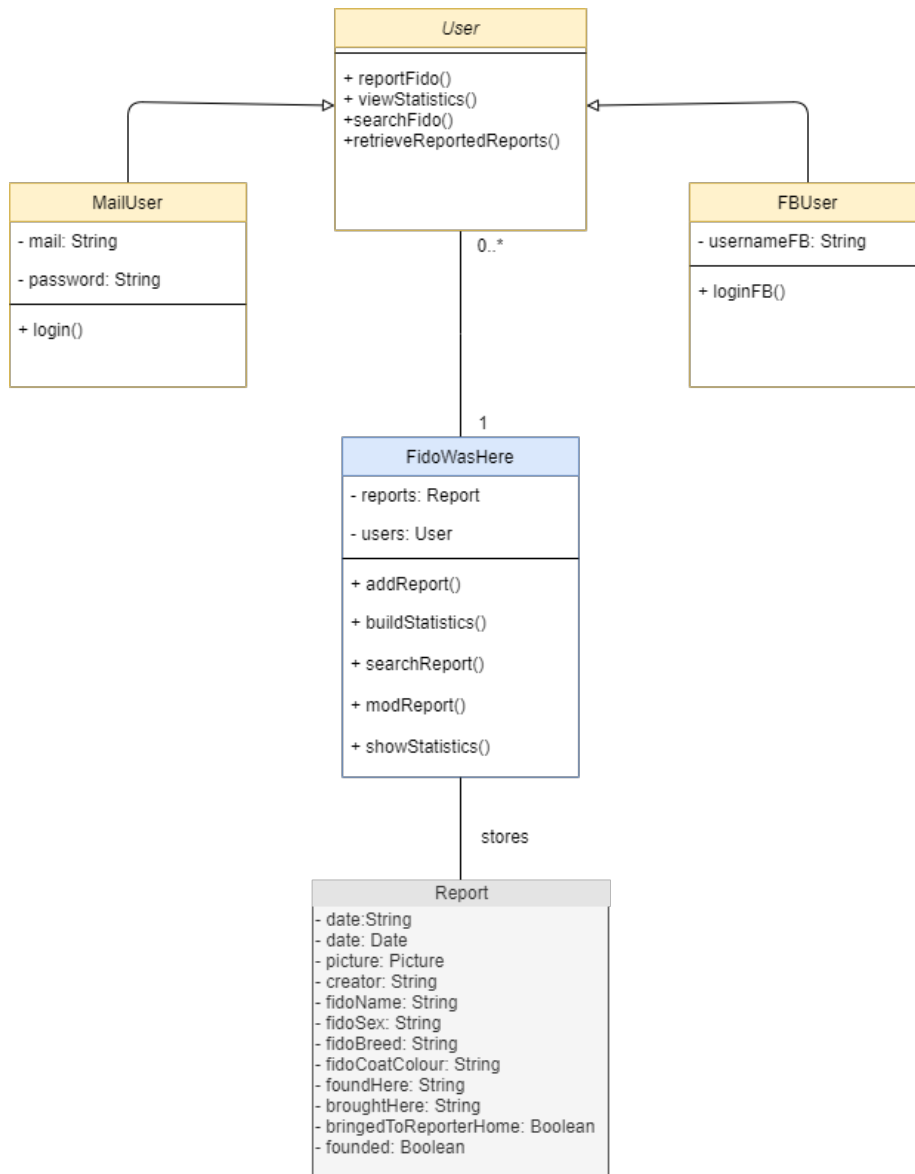 User
+ reportFido()
+ viewStatistics()
+searchFido()
+retrieveReportedReports()
MailUser
- mail: String
- password: String
+ login()
FBUser
- usernameFB: String
+ loginFB()
0..*
1
FidoWasHere
- reports: Report
- users: User
+ addReport()
+ buildStatistics()
+ searchReport()
+ modReport()
+ showStatistics()
stores
Report
- date:String
- date: Date
- picture: Picture
- creator: String
- fidoName: String
- fidoSex: String
- fidoBreed: String
- fidoCoatColour: String
- foundHere: String
- broughtHere: String
- bringedToReporterHome: Boolean
- founded: Boolean